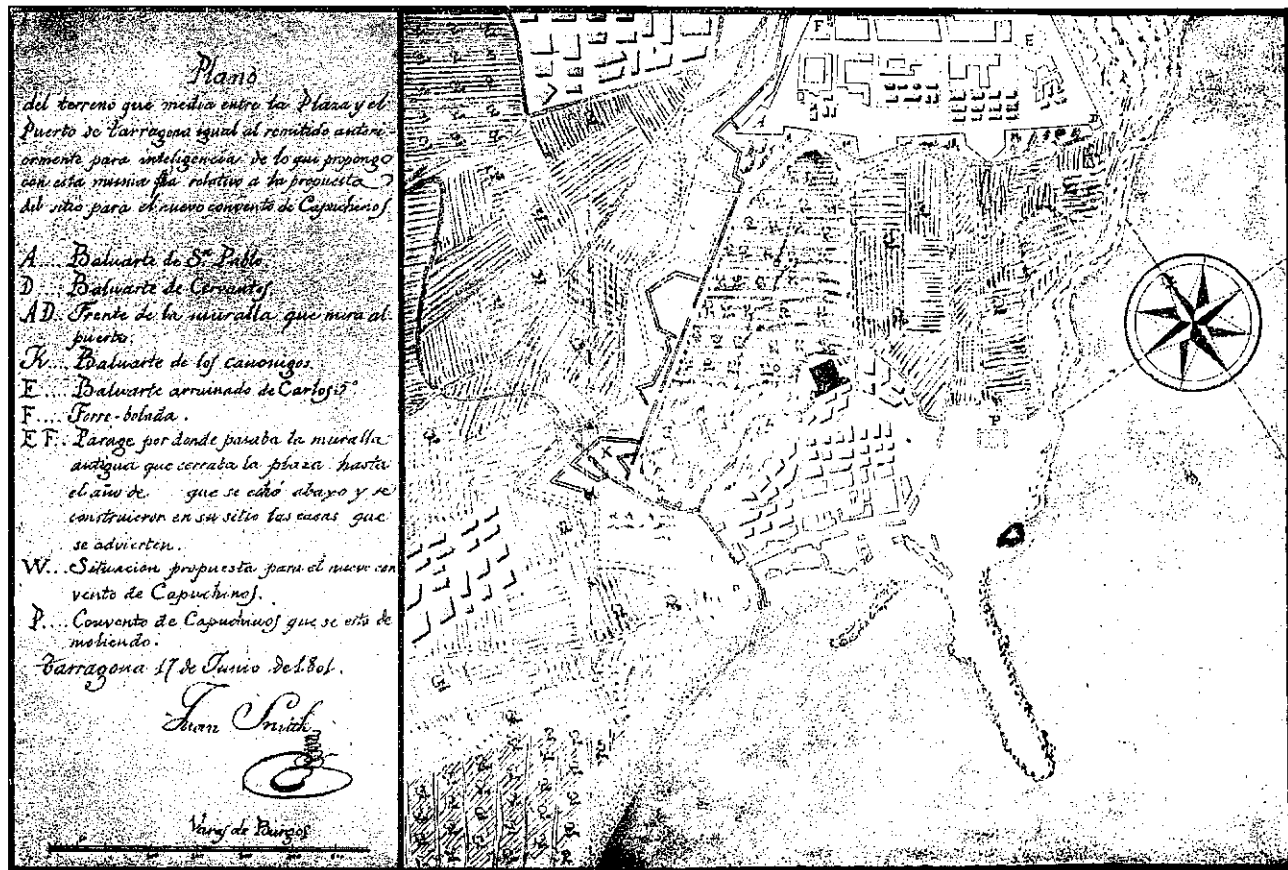 Plano
del terreno que media entre la Plaza y el
Puerto de Tarragona igual al remitido anteri-
ormente para inteligencia de lo que propongo
con esta misma fha relativo a la propuesta
del sitio para el nuevo convento de Capuchinos
A.... Baluarte de Sn. Pablo.
D.... Baluarte de Cervantes.
AD.. Frente de la muralla que mira al
puerto.
K.... Baluarte de los canonigos.
E.... Baluarte arruinado de Carlos 5º
F.... Torre-bolada.
EF.. Parage por donde pasaba la muralla
antigua que cerraba la plaza hasta
el año de que se echó abajo y se
construieron en su sitio las casas que
se advierten.
W... Situacion propuesta para el nuevo con
vento de Capuchinos.
P.... Convento de Capuchinos que se está de
moliendo.
Tarragona 17 de Junio de 1.801.
Juan Smith
Varas de Burgos
F
E
A
D
K
P